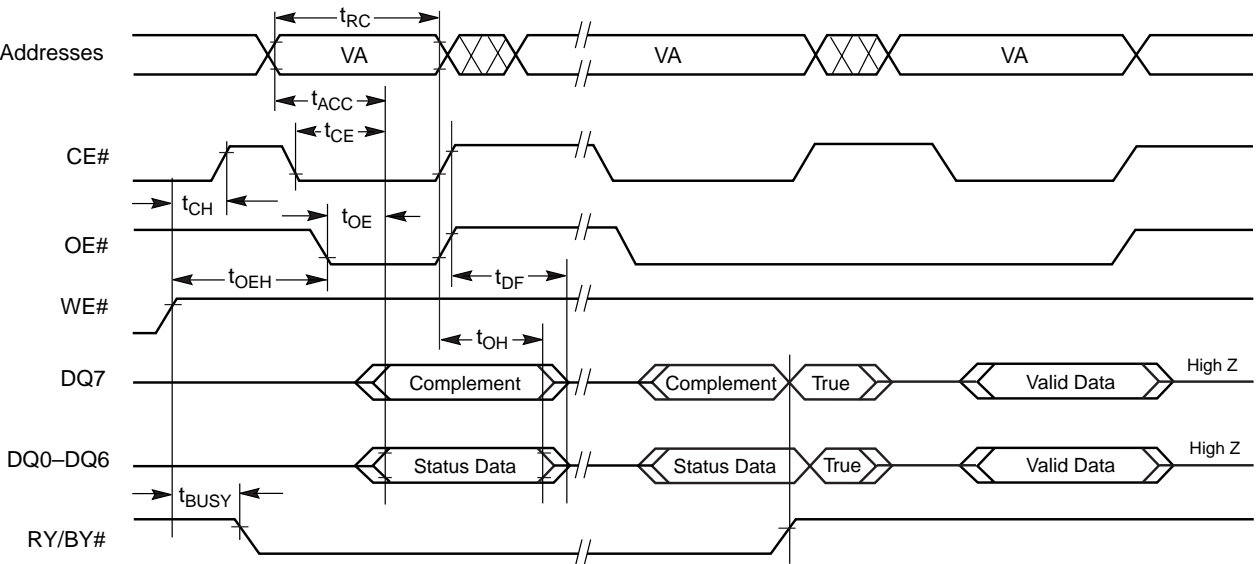 tRC
Addresses VA VA VA
tACC
tCE
CE#
tCH tOE
OE#
tOEH tDF
WE#
tOH
DQ7 Complement Complement True Valid Data High Z
DQ0–DQ6 Status Data Status Data True Valid Data High Z
tBUSY
RY/BY#